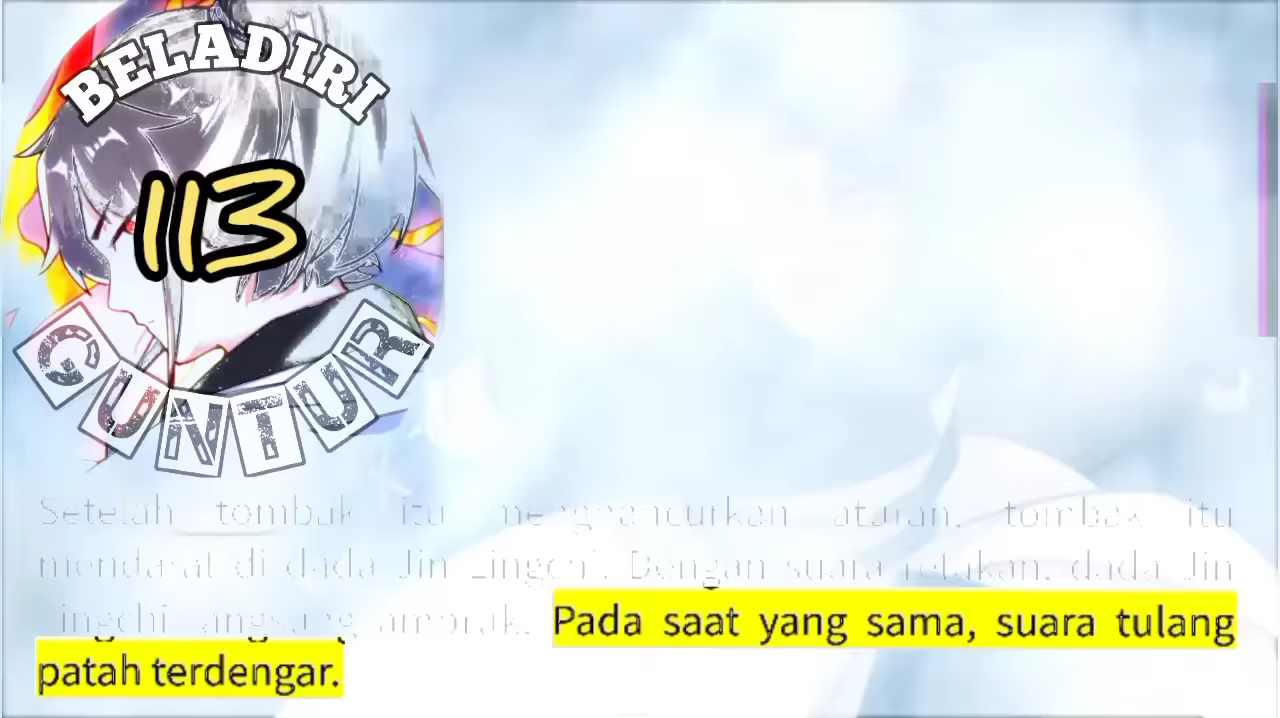 BELADIRI
113
GUNTUR
Setelah tombak itu menghancurkan aturan, tombak itu
mendarat di dada Jin Lingchi. Dengan suara retakan, dada Jin
Lingchi langsung ambruk. Pada saat yang sama, suara tulang
patah terdengar.